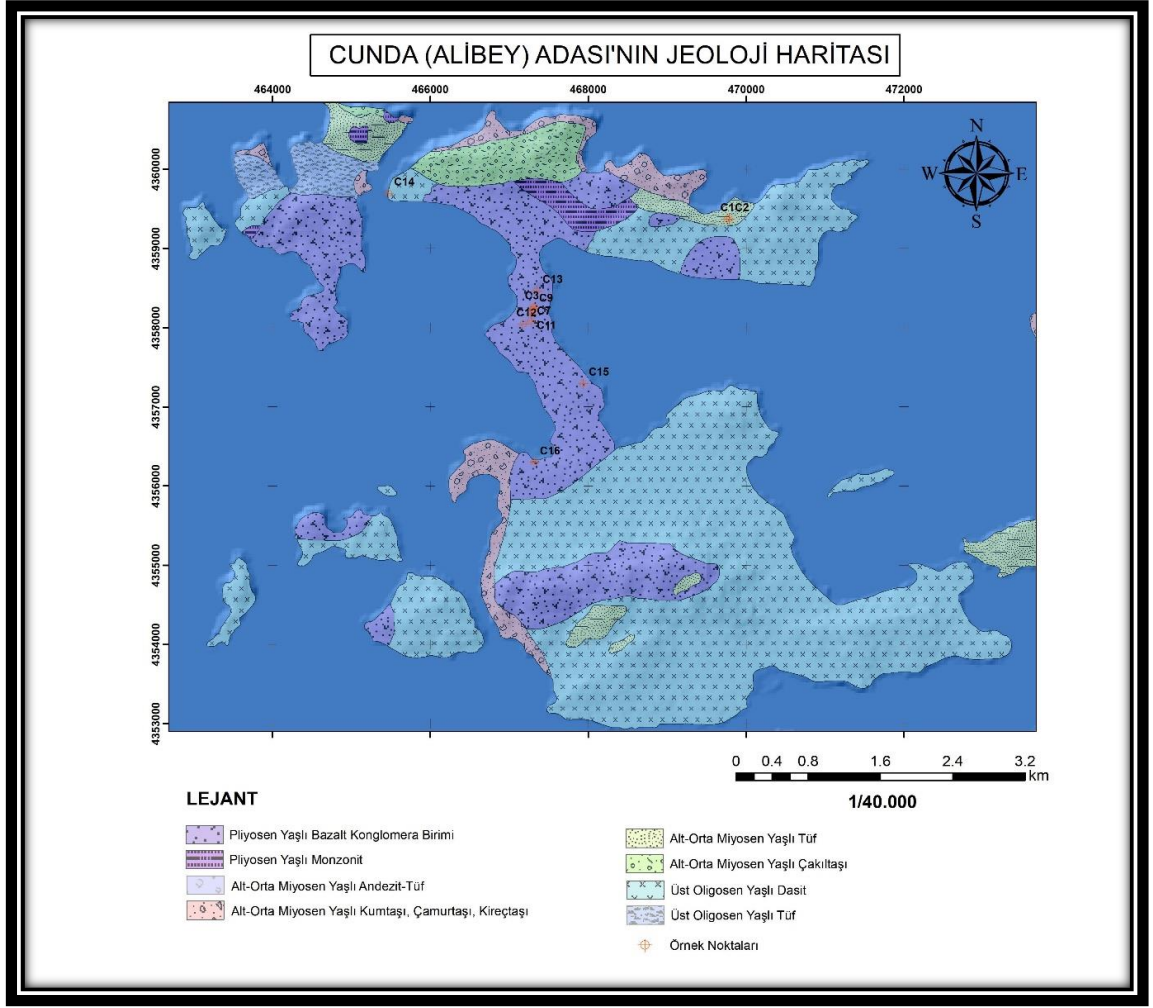 CUNDA (ALİBEY) ADASI'NIN JEOLOJİ HARİTASI
464000 466000 468000 470000 472000
N
W E
S
4360000
4359000
4358000
4357000
4356000
4355000
4354000
4353000
C14
C1C2
C13
C3 C9
C12 C7
C11
C15
C16
0 0.4 0.8 1.6 2.4 3.2
km
1/40.000
LEJANT
Pliyosen Yaşlı Bazalt Konglomera Birimi
Pliyosen Yaşlı Monzonit
Alt-Orta Miyosen Yaşlı Andezit-Tüf
Alt-Orta Miyosen Yaşlı Kumtaşı, Çamurtaşı, Kireçtaşı
Alt-Orta Miyosen Yaşlı Tüf
Alt-Orta Miyosen Yaşlı Çakıltaşı
Üst Oligosen Yaşlı Dasit
Üst Oligosen Yaşlı Tüf
Örnek Noktaları